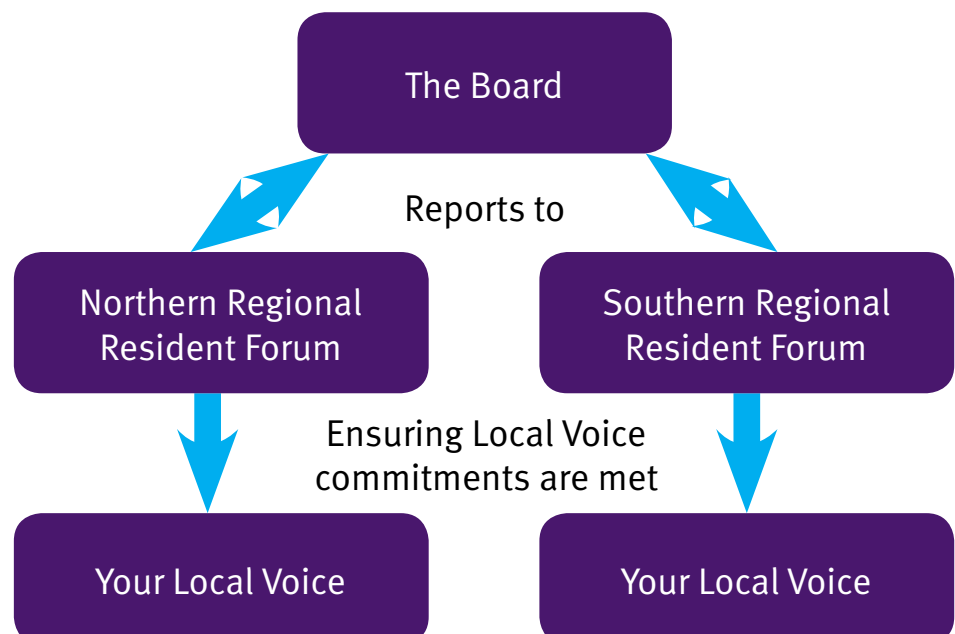 The Board
Reports to
Northern Regional
Resident Forum
Southern Regional
Resident Forum
Ensuring Local Voice
commitments are met
Your Local Voice
Your Local Voice